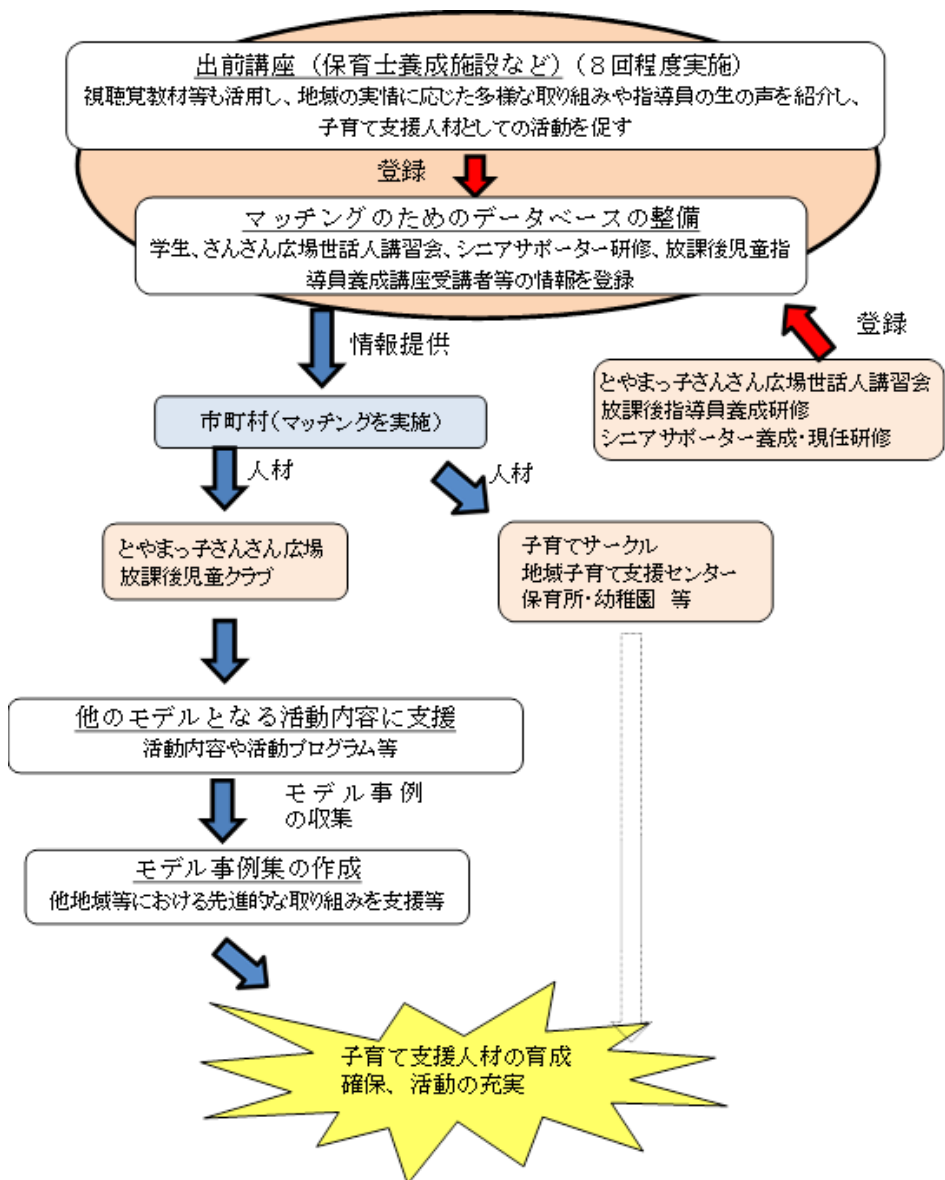 出前講座（保育士養成施設など）（８回程度実施）
視聴覚教材等も活用し、地域の実情に応じた多様な取り組みや指導員の生の声を紹介し、
子育て支援人材としての活動を促す
登録
マッチングのためのデータベースの整備
学生、さんさん広場世話人講習会、シニアサポーター研修、放課後児童指
導員養成講座受講者等の情報を登録
情報提供
登録
とやまっ子さんさん広場世話人講習会
放課後指導員養成研修
シニアサポーター養成・現任研修
市町村（マッチングを実施）
人材
人材
とやまっ子さんさん広場
放課後児童クラブ
子育てサークル
地域子育て支援センター
保育所・幼稚園　等
他のモデルとなる活動内容に支援
活動内容や活動プログラム等
モデル事例
の収集
モデル事例集の作成
他地域等における先進的な取り組みを支援等
子育て支援人材の育成
確保、活動の充実